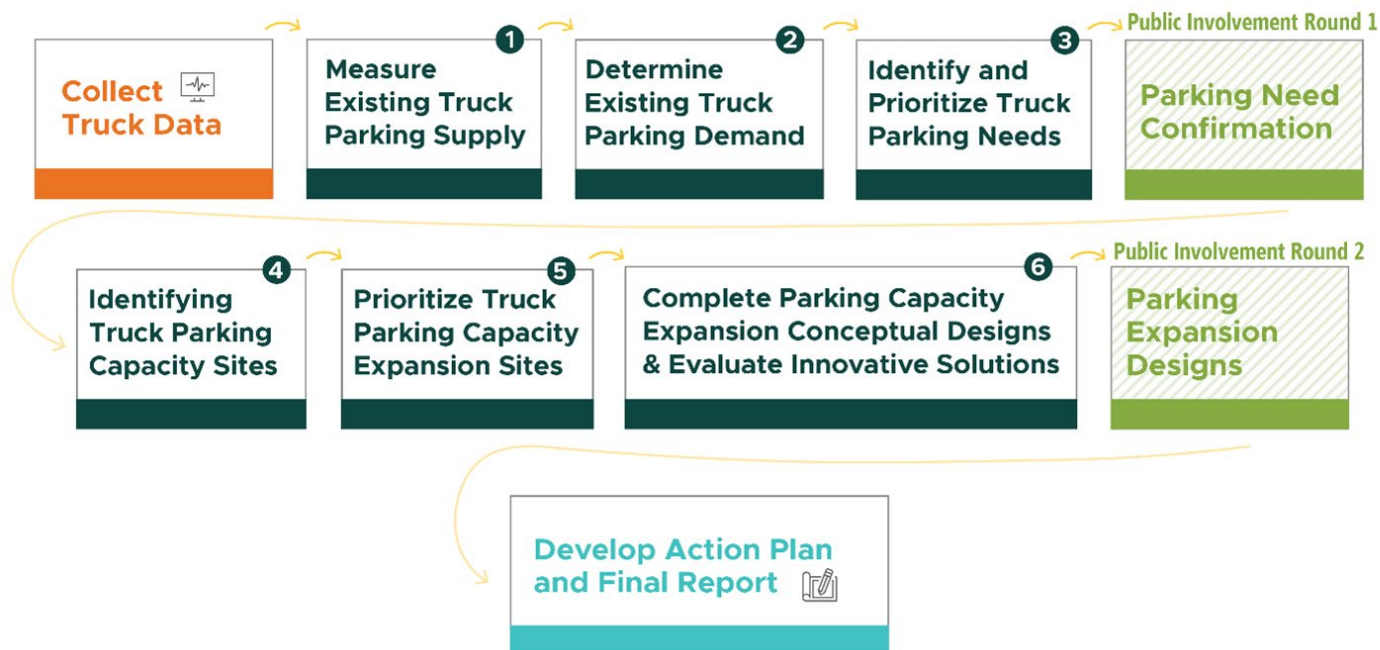 Collect
Truck Data
1
Measure
Existing Truck
Parking Supply
2
Determine
Existing Truck
Parking Demand
3
Identify and
Prioritize Truck
Parking Needs
Public Involvement Round 1
Parking Need
Confirmation
4
Identifying
Truck Parking
Capacity Sites
5
Prioritize Truck
Parking Capacity
Expansion Sites
6
Complete Parking Capacity
Expansion Conceptual Designs
& Evaluate Innovative Solutions
Public Involvement Round 2
Parking
Expansion
Designs
Develop Action Plan
and Final Report